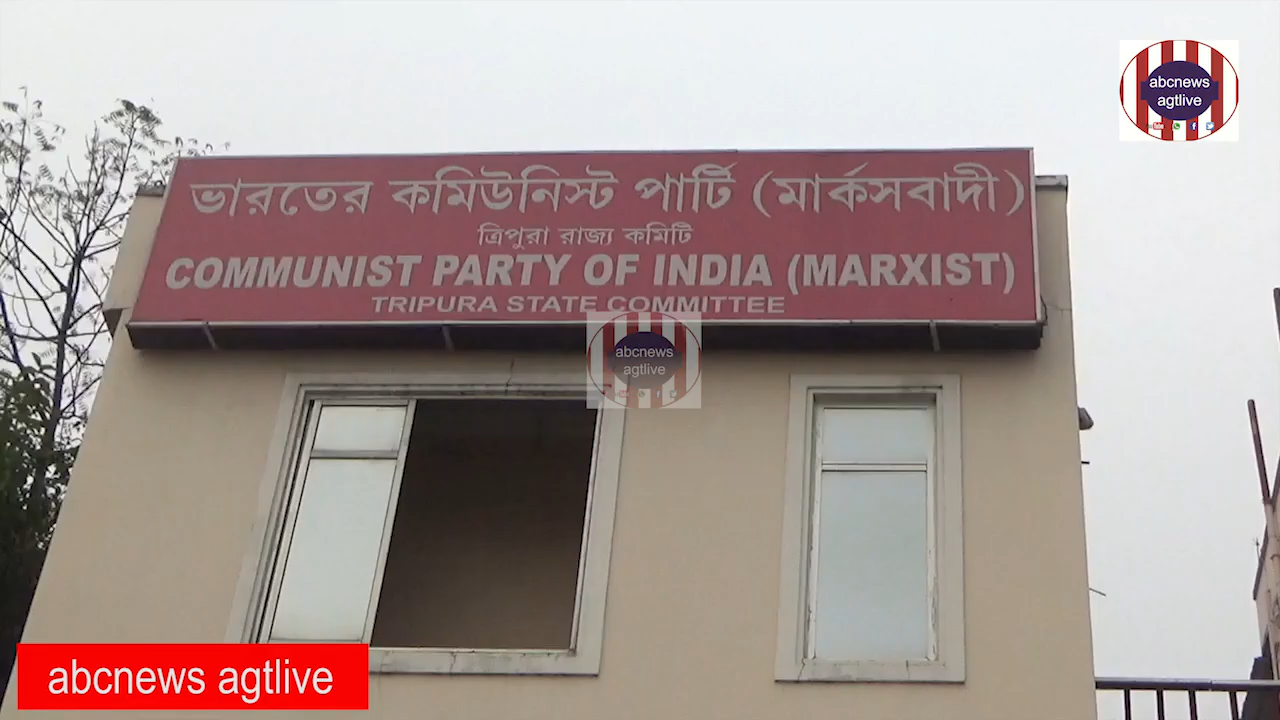 abcnews
agtlive
ভারতের কমিউনিস্ট পার্টি (মার্কসবাদী)
ত্রিপুরা রাজ্য কমিটি
COMMUNIST PARTY OF INDIA (MARXIST)
TRIPURA STATE COMMITTEE
abcnews
agtlive
abcnews agtlive